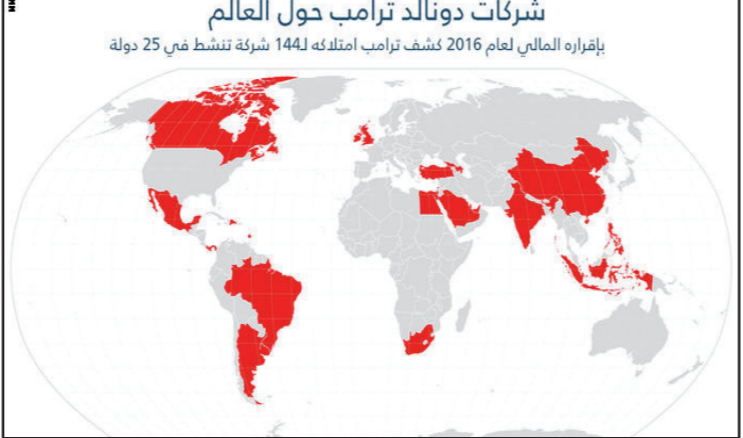 شركات دونالد ترامب حول العالم
بإقراره المالي لعام 2016 كشف ترامب امتلاكه لـ144 شركة تنشط في 25 دولة